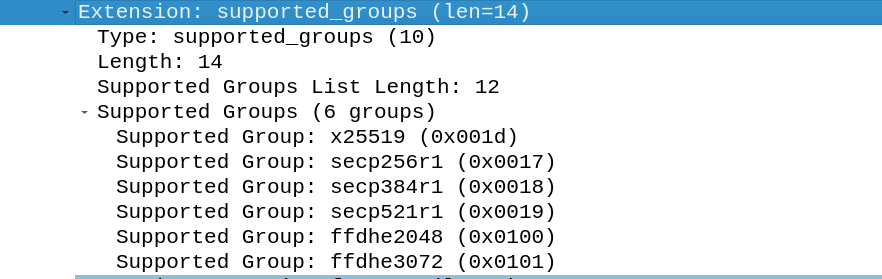 Extension: supported_groups (len=14)
Type: supported_groups (10)
Length: 14
Supported Groups List Length: 12
Supported Groups (6 groups)
Supported Group: x25519 (0x001d)
Supported Group: secp256r1 (0x0017)
Supported Group: secp384r1 (0x0018)
Supported Group: secp521r1 (0x0019)
Supported Group: ffdhe2048 (0x0100)
Supported Group: ffdhe3072 (0x0101)